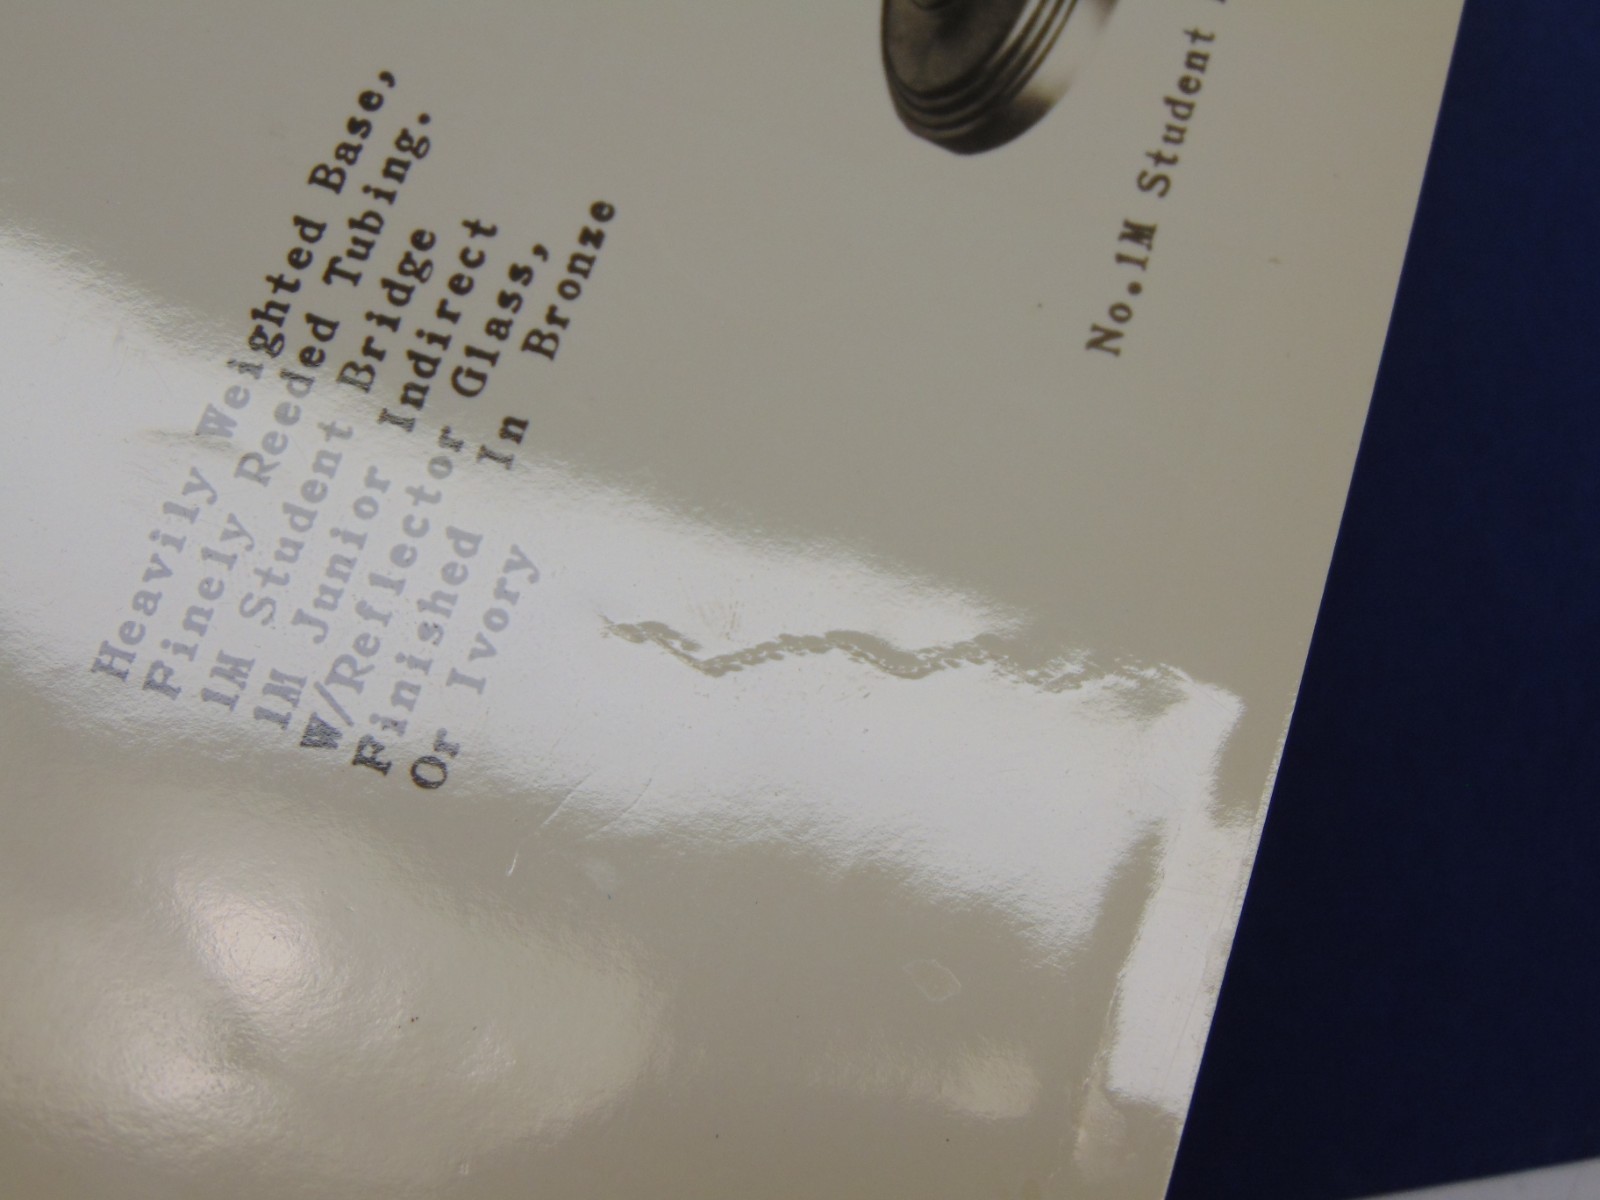 Heavily Weighted Base,
Finely Reeded Tubing.
1M Student Bridge
1M Junior Indirect
W/Reflector Glass,
Finished In Bronze
Or Ivory
No.1M Student